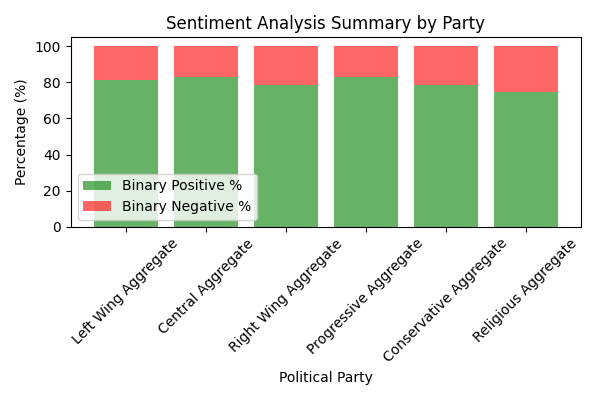 Sentiment Analysis Summary by Party
Percentage (%)
100
80
60
40
20
0
Binary Positive %
Binary Negative %
Left Wing Aggregate
Central Aggregate
Right Wing Aggregate
Progressive Aggregate
Conservative Aggregate
Religious Aggregate
Political Party